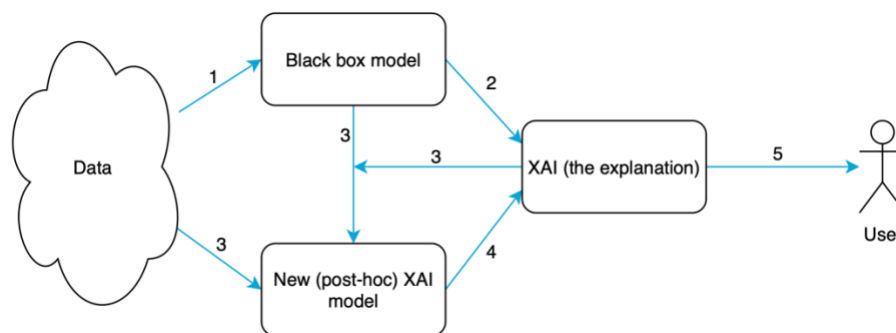 Black box model
1
2
3
3
Data
XAI (the explanation)
5
3
4
New (post-hoc) XAI
model
Use